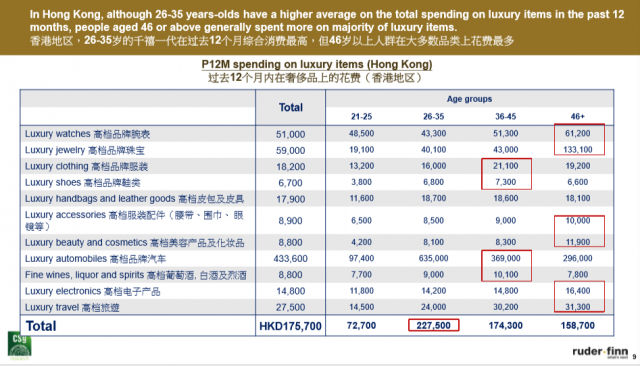 In Hong Kong, although 26-35 years-olds have a higher average on the total spending on luxury items in the past 12
months, people aged 46 or above generally spent more on majority of luxury items.
香港地区，26-35岁的千禧一代在过去12个月综合消费最高，但46岁以上人群在大多数品类上花费最多
P12M spending on luxury items (Hong Kong)
过去12个月内在奢侈品上的花费（香港地区）
Total Age groups
21-25 26-35 36-45 46+
Luxury watches 高档品牌腕表 51,000 48,500 43,300 51,300 61,200
Luxury jewelry 高档品牌珠宝 59,000 19,100 40,100 43,000 133,100
Luxury clothing 高档品牌服装 18,200 13,200 16,000 21,100 19,200
Luxury shoes 高档品牌鞋类 6,700 3,800 6,800 7,300 6,600
Luxury handbags and leather goods 高档皮包及皮具 17,900 11,600 18,700 18,600 18,100
Luxury accessories 高档服装配件（腰带、围巾、眼
镜等） 8,900 6,500 8,500 9,000 10,000
Luxury beauty and cosmetics 高档美容产品及化妆品 8,800 4,200 8,100 8,300 11,900
Luxury automobiles 高档品牌汽车 433,600 97,400 635,000 369,000 296,000
Fine wines, liquor and spirits 高档葡萄酒, 白酒及烈酒 8,800 7,700 9,000 10,100 7,800
Luxury electronics 高档电子产品 14,800 11,800 14,200 14,800 16,400
Luxury travel 高档旅遊 27,500 14,500 24,000 30,200 31,300
Total HKD175,700 72,700 227,500 174,300 158,700
CSg
ruder·finn
what's next
9